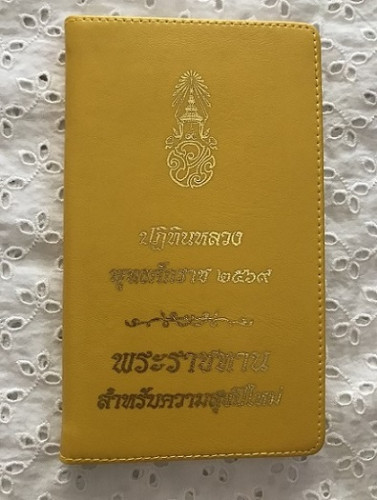 ปฏิทินหลวง
พุทธศักราช ๒๕๖๙
พระราชทาน
สำหรับความสุขปีใหม่